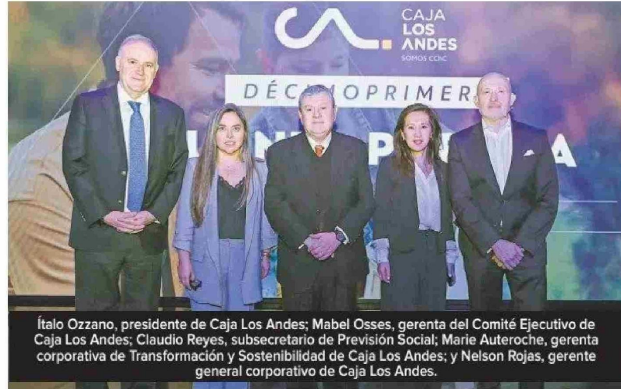 CAJA
LOS
ANDES
SOMOS CChC
DÉCIMOPRIMER
Ítalo Ozzano, presidente de Caja Los Andes; Mabel Osses, gerenta del Comité Ejecutivo de
Caja Los Andes; Claudio Reyes, subsecretario de Previsión Social; Marie Auteroche, gerenta
corporativa de Transformación y Sostenibilidad de Caja Los Andes; y Nelson Rojas, gerente
general corporativo de Caja Los Andes.